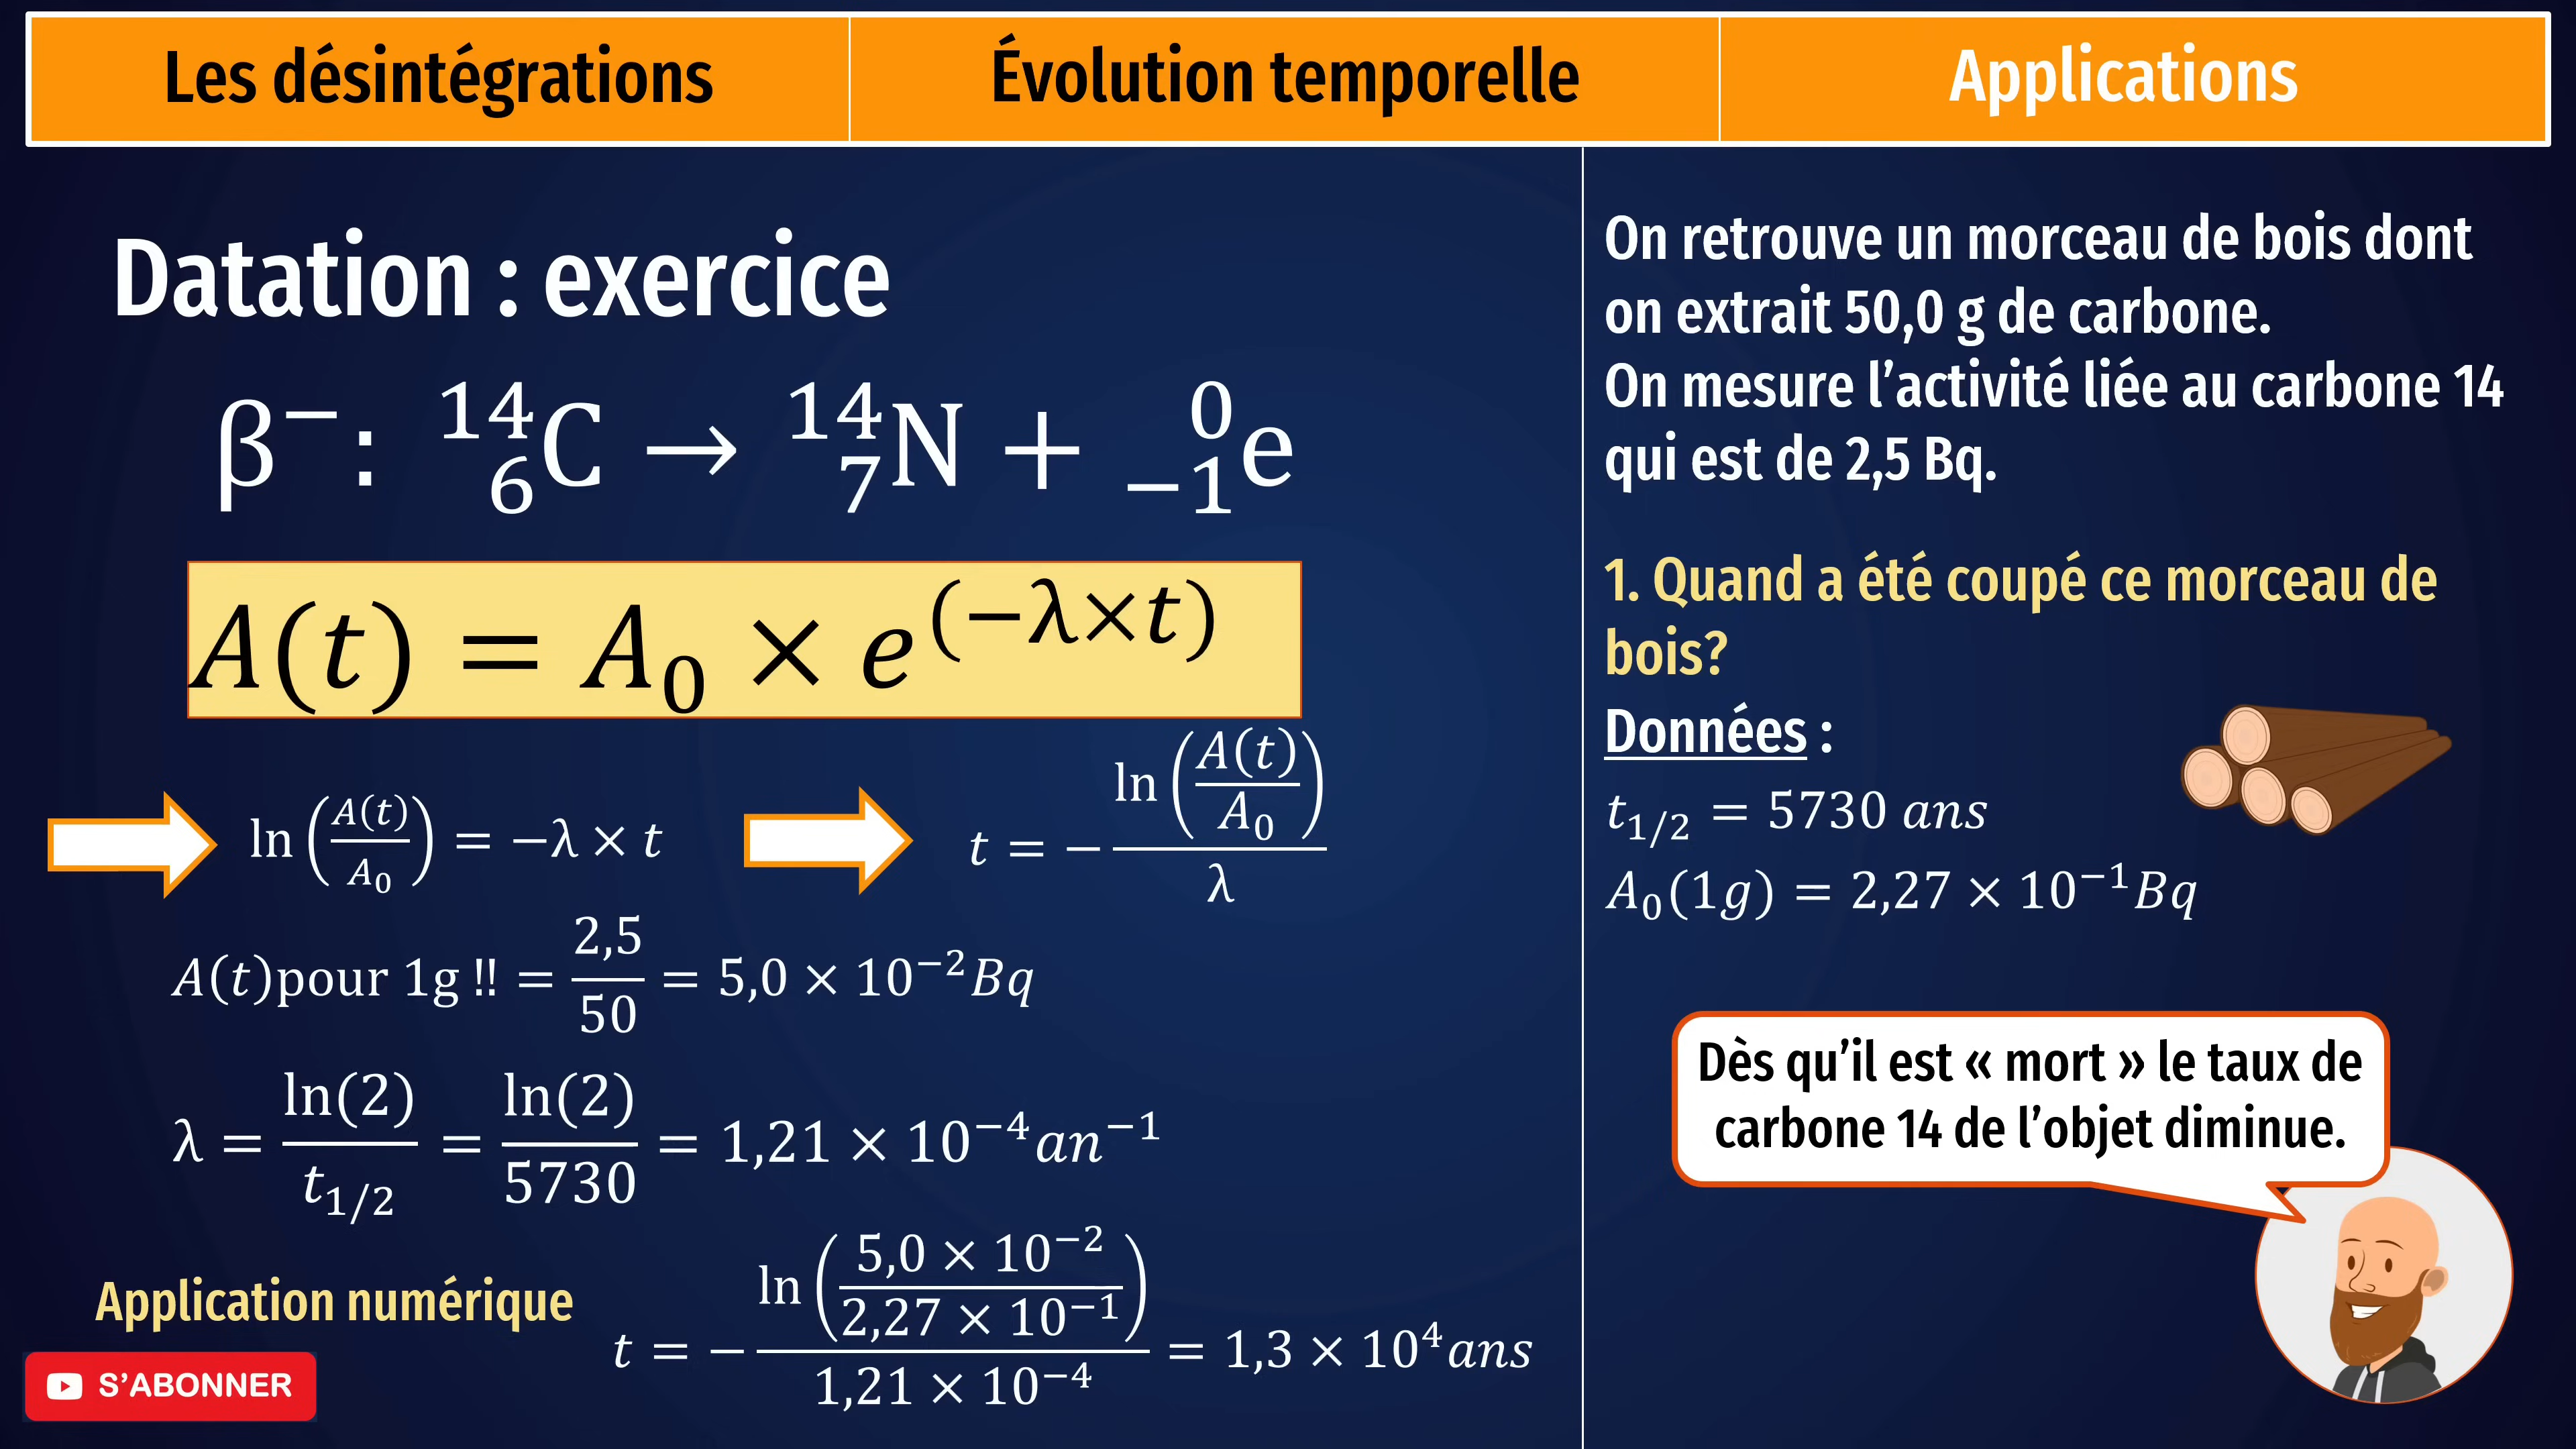 Les désintégrations
Évolution temporelle
Applications
Datation : exercice
β⁻: ¹⁴₆C → ¹⁴₇N + ⁰₋₁e
A(t) = A₀ × e^(−λ×t)
ln(A(t)/A₀) = −λ × t
t = − ln(A(t)/A₀)/λ
A(t)pour 1g !! = 2,5/50 = 5,0 × 10⁻²Bq
λ = ln(2)/t₁/₂ = ln(2)/5730 = 1,21 × 10⁻⁴an⁻¹
Application numérique
t = − ln(5,0 × 10⁻²/2,27 × 10⁻¹)/1,21 × 10⁻⁴ = 1,3 × 10⁴ans
S’ABONNER
On retrouve un morceau de bois dont
on extrait 50,0 g de carbone.
On mesure l’activité liée au carbone 14
qui est de 2,5 Bq.
1. Quand a été coupé ce morceau de
bois?
Données :
t₁/₂ = 5730 ans
A₀(1g) = 2,27 × 10⁻¹Bq
Dès qu’il est « mort » le taux de
carbone 14 de l’objet diminue.